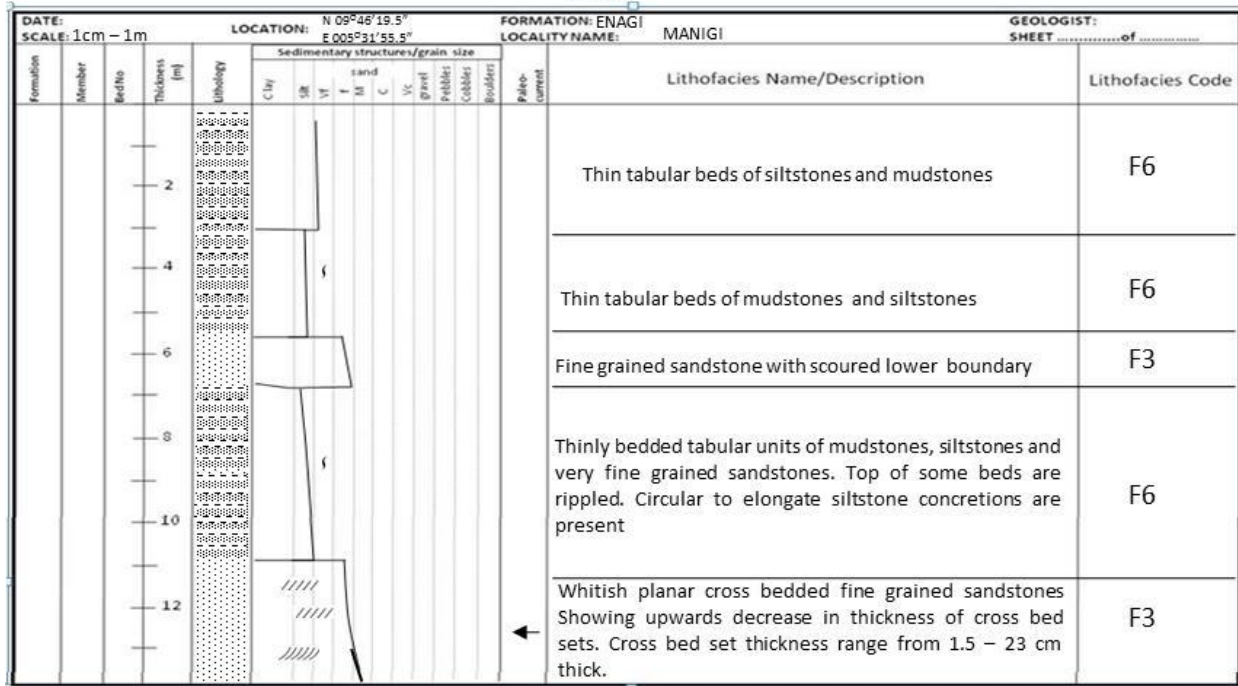 DATE:
SCALE: 1cm – 1m
LOCATION:
N 09⁰46'19.5"
E 005⁰31'55.5"
FORMATION: ENAGI
LOCALITY NAME: MANIGI
GEOLOGIST:
SHEET .............of ...............
Formation
Member
Bed No
Thickness
(m)
Lithology
Sedimentary structures/grain size
sand
Clay
silt
Vf
f
M
C
Vc
gravel
Pebbles
Cobbles
Boulders
Paleo-
current
Lithofacies Name/Description
Lithofacies Code
2
4
6
8
10
12
Thin tabular beds of siltstones and mudstones
F6
Thin tabular beds of mudstones and siltstones
F6
Fine grained sandstone with scoured lower boundary
F3
Thinly bedded tabular units of mudstones, siltstones and
very fine grained sandstones. Top of some beds are
rippled. Circular to elongate siltstone concretions are
present
F6
Whitish planar cross bedded fine grained sandstones
Showing upwards decrease in thickness of cross bed
sets. Cross bed set thickness range from 1.5 – 23 cm
thick.
F3